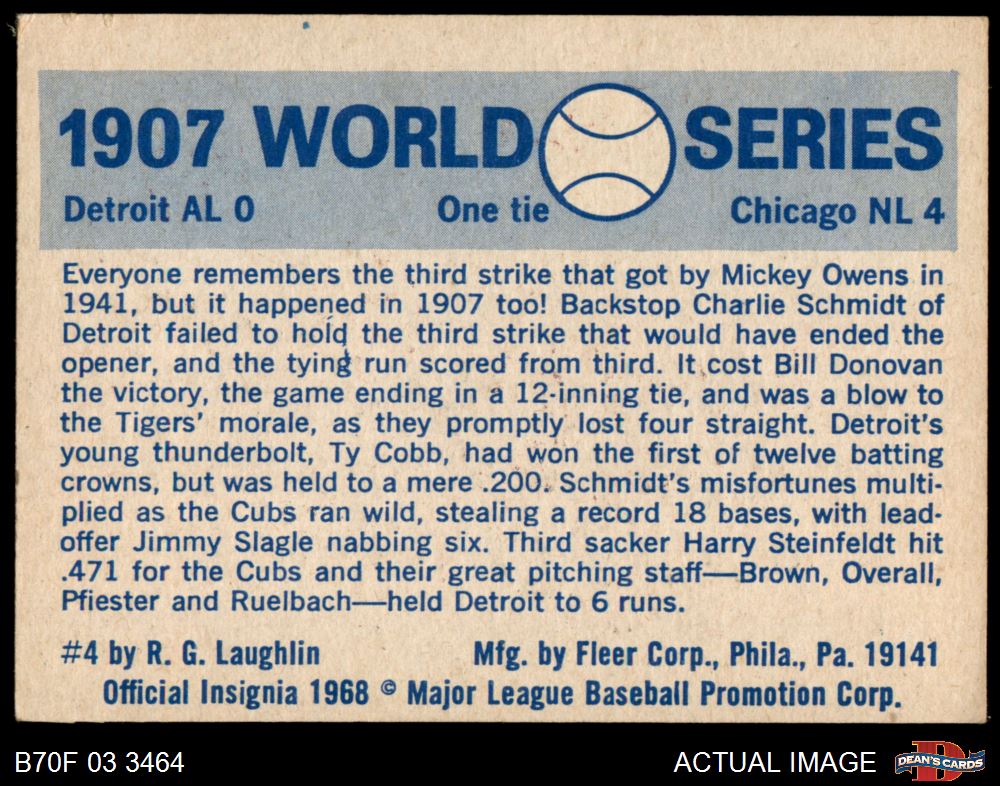 1907 WORLD SERIES
Detroit AL 0 One tie Chicago NL 4
Everyone remembers the third strike that got by Mickey Owens in
1941, but it happened in 1907 too! Backstop Charlie Schmidt of
Detroit failed to hold the third strike that would have ended the
opener, and the tying run scored from third. It cost Bill Donovan
the victory, the game ending in a 12-inning tie, and was a blow to
the Tigers' morale, as they promptly lost four straight. Detroit's
young thunderbolt, Ty Cobb, had won the first of twelve batting
crowns, but was held to a mere .200. Schmidt's misfortunes multi-
plied as the Cubs ran wild, stealing a record 18 bases, with lead-
offer Jimmy Slagle nabbing six. Third sacker Harry Steinfeldt hit
.471 for the Cubs and their great pitching staff—Brown, Overall,
Pfiester and Ruelbach—held Detroit to 6 runs.
#4 by R. G. Laughlin Mfg. by Fleer Corp., Phila., Pa. 19141
Official Insignia 1968 © Major League Baseball Promotion Corp.
B70F 03 3464 ACTUAL IMAGE D DEAN'S CARDS